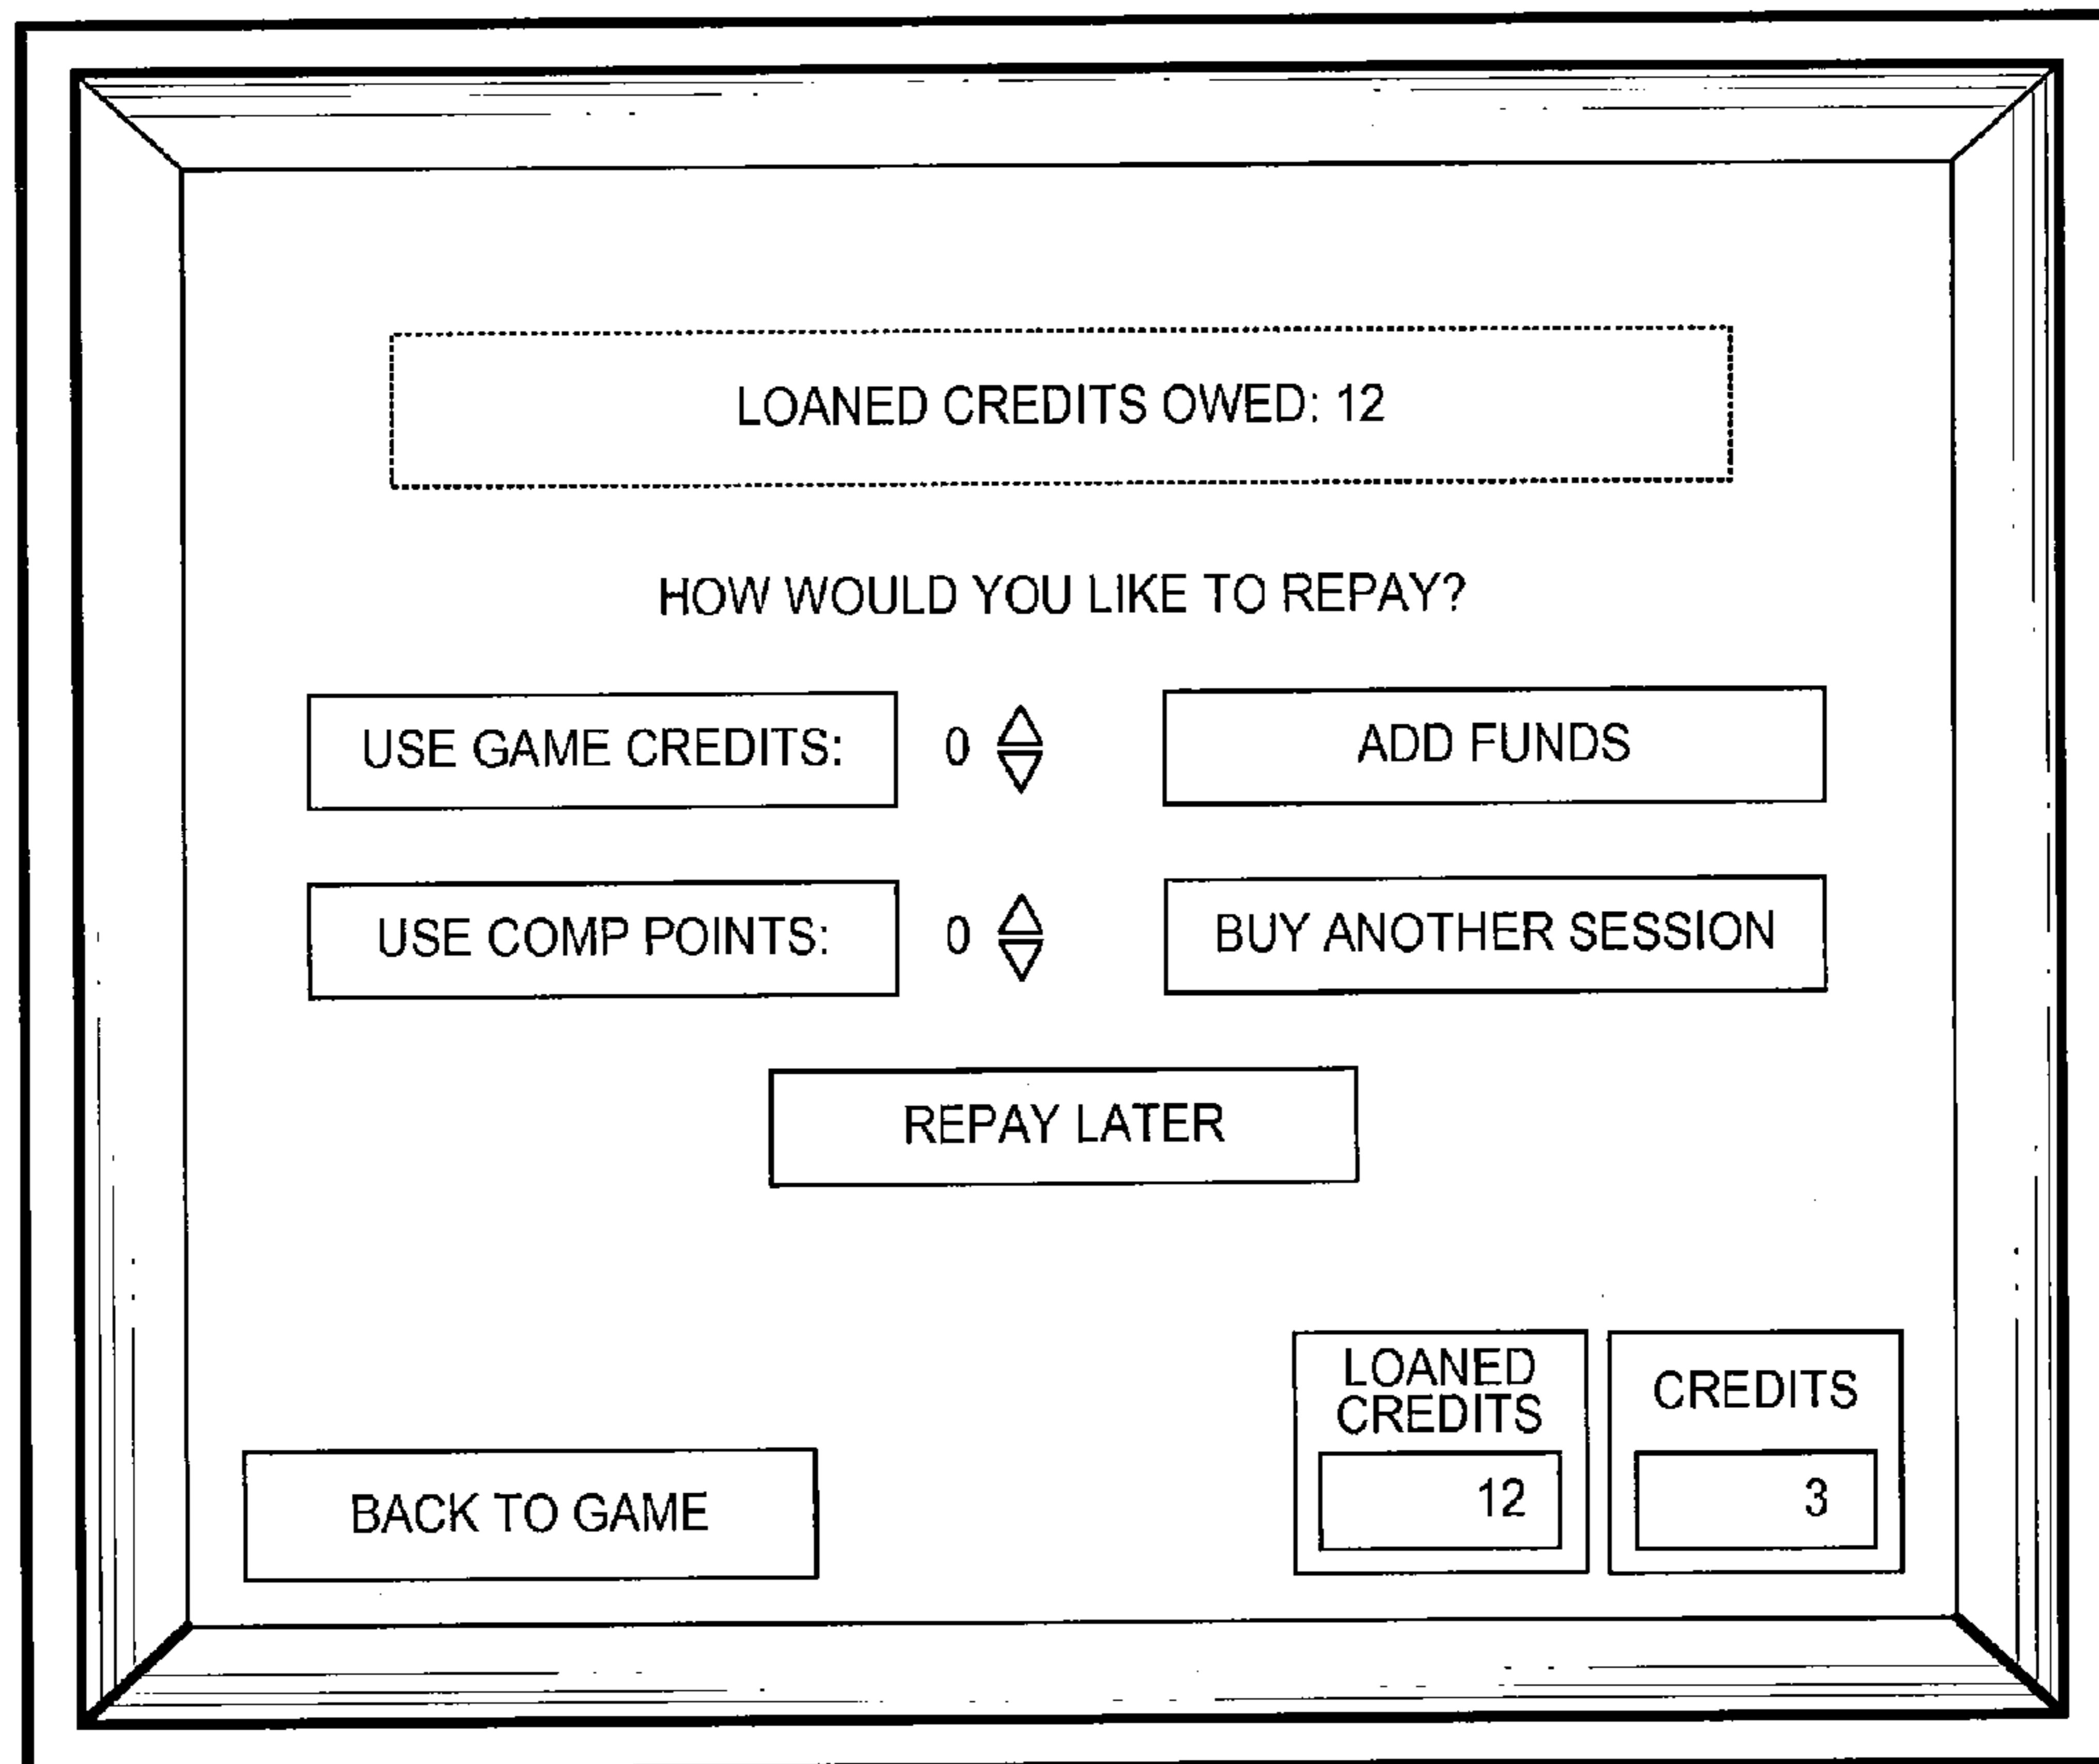 LOANED CREDITS OWED: 12
HOW WOULD YOU LIKE TO REPAY?
USE GAME CREDITS: 0 ADD FUNDS
USE COMP POINTS: 0 BUY ANOTHER SESSION
REPAY LATER
LOANED
CREDITS
12
CREDITS
3
BACK TO GAME